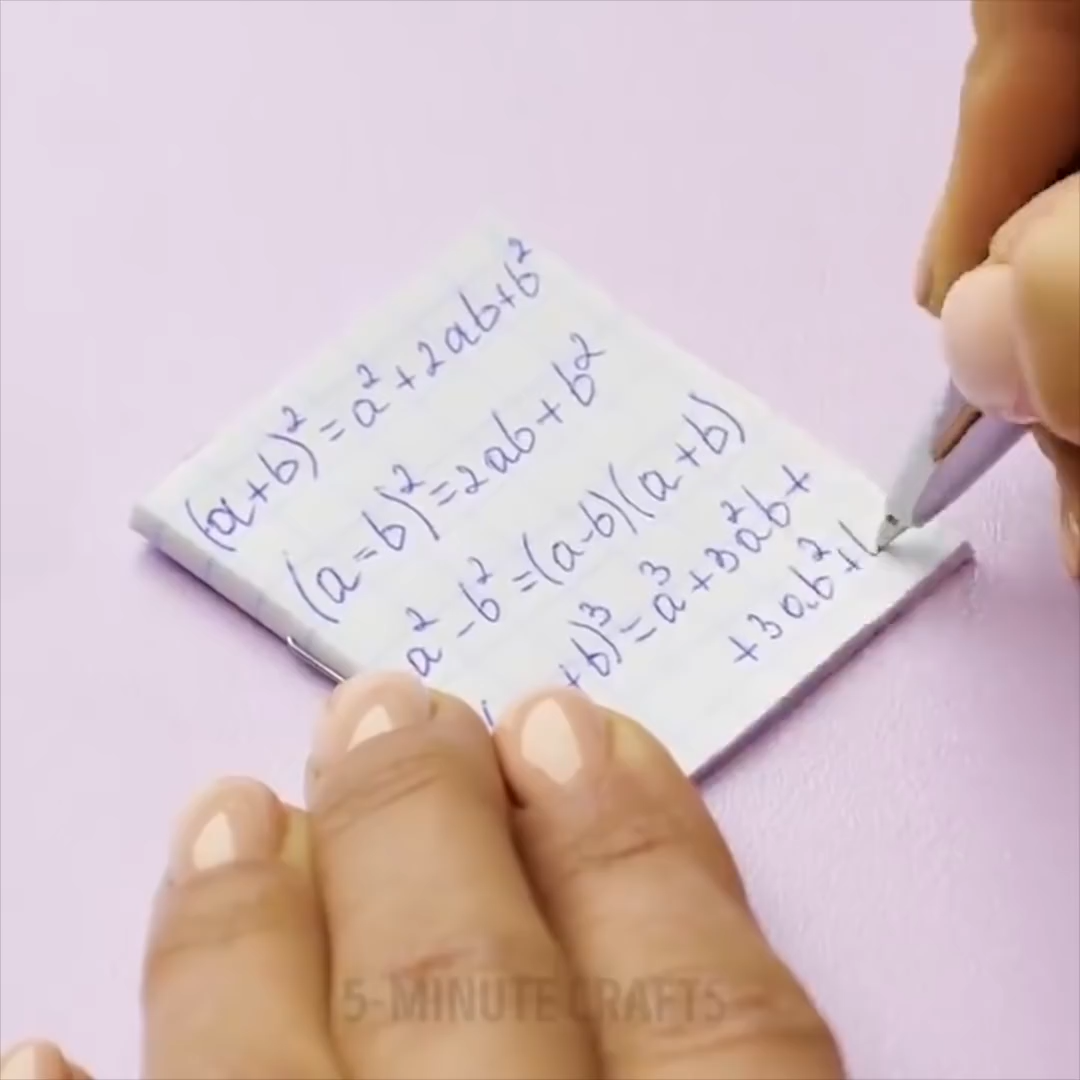 (a+b)²=a²+2ab+b²
(a=b)²=2ab+b²
a²-b²=(a-b)(a+b)
+b)³=a³+3a²b+
+3ab²+
5-MINUTE CRAFTS